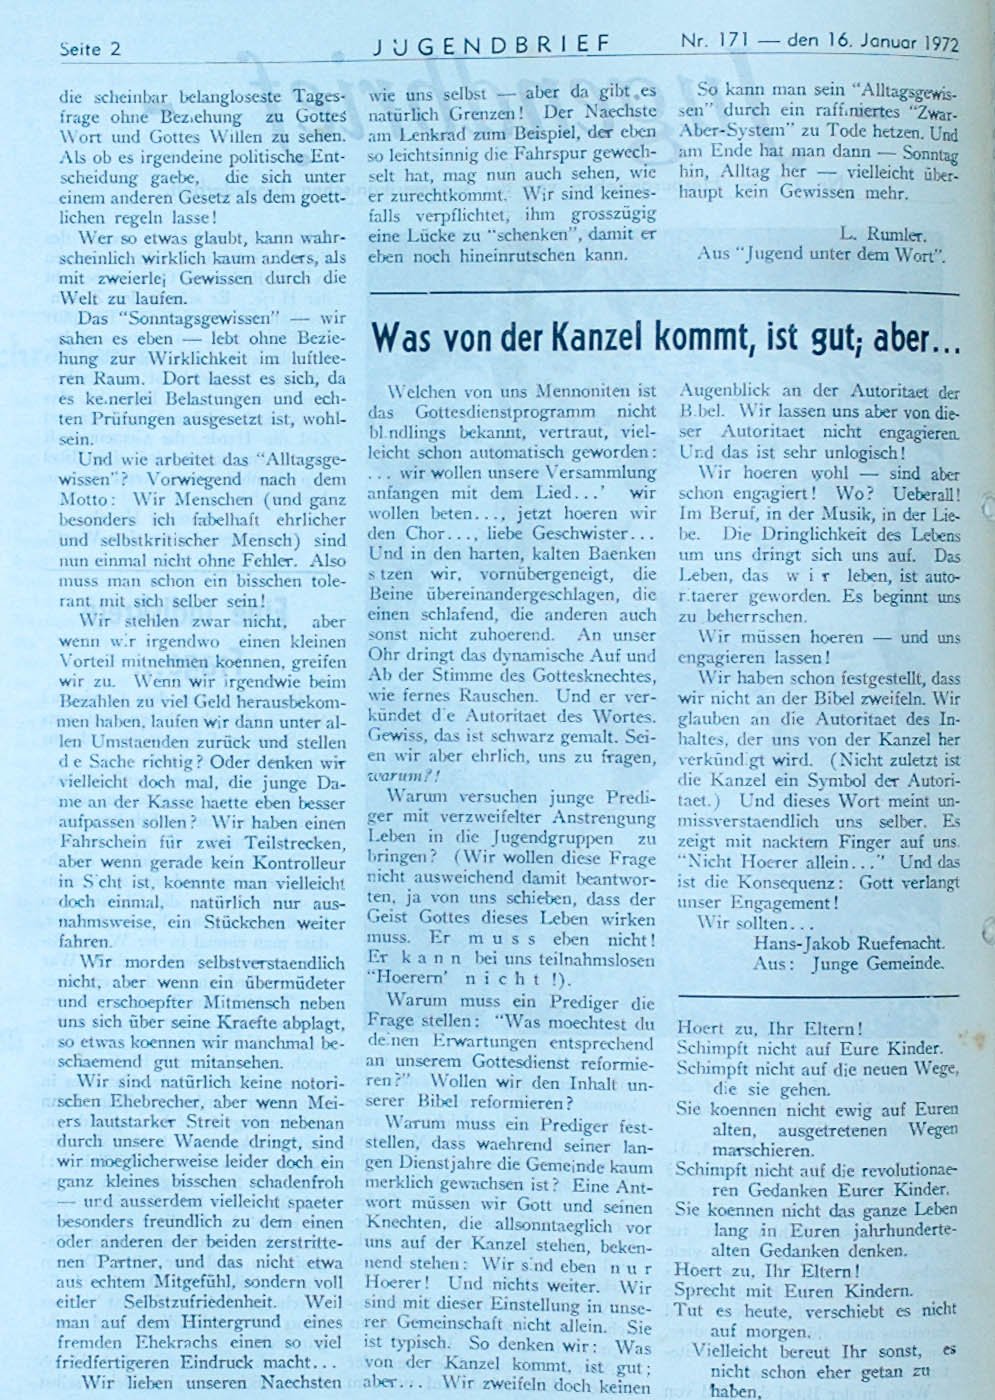 Seite 2
JUGENDBRIEF
Nr. 171 — den 16. Januar 1972
die scheinbar belangloseste Tages-
frage ohne Beziehung zu Gottes
Wort und Gottes Willen zu sehen.
Als ob es irgendeine politische Ent-
scheidung gaebe, die sich unter
einem anderen Gesetz als dem goett-
lichen regeln lasse!
Wer so etwas glaubt, kann wahr-
scheinlich wirklich kaum anders, als
mit zweierlei Gewissen durch die
Welt zu laufen.
Das "Sonntagsgewissen" — wir
sahen es eben — lebt ohne Bezie-
hung zur Wirklichkeit im luftlee-
ren Raum. Dort laesst es sich, da
es keinerlei Belastungen und ech-
ten Prüfungen ausgesetzt ist, wohl-
sein.
Und wie arbeitet das "Alltagsge-
wissen"? Vorwiegend nach dem
Motto: Wir Menschen (und ganz
besonders ich fabelhaft ehrlicher
und selbstkritischer Mensch) sind
nun einmal nicht ohne Fehler. Also
muss man schon ein bisschen tole-
rant mit sich selber sein!
Wir stehlen zwar nicht, aber
wenn wir irgendwo einen kleinen
Vorteil mitnehmen koennen, greifen
wir zu. Wenn wir irgendwie beim
Bezahlen zu viel Geld herausbekom-
men haben, laufen wir dann unter al-
len Umstaenden zurück und stellen
die Sache richtig? Oder denken wir
vielleicht doch mal, die junge Da-
me an der Kasse haette eben besser
aufpassen sollen? Wir haben einen
Fahrschein für zwei Teilstrecken,
aber wenn gerade kein Kontrolleur
in Sicht ist, koennte man vielleicht
doch einmal, natürlich nur aus-
nahmsweise, ein Stückchen weiter
fahren.
Wir morden selbstverstaendlich
nicht, aber wenn ein übermüdeter
und erschoepfter Mitmensch neben
uns sich über seine Kraefte abplagt,
so etwas koennen wir manchmal be-
schaemend gut mitansehen.
Wir sind natürlich keine notori-
schen Ehebrecher, aber wenn Mei-
ers lautstarker Streit von nebenan
durch unsere Waende dringt, sind
wir moeglicherweise leider doch ein
ganz kleines bisschen schadenfroh
— und ausserdem vielleicht spaeter
besonders freundlich zu dem einen
oder anderen der beiden zerstritte-
nen Partner, und das nicht etwa
aus echtem Mitgefühl, sondern voll
eitler Selbstzufriedenheit. Weil
man auf dem Hintergrund eines
fremden Ehekrachs einen so viel
friedfertigeren Eindruck macht...
Wir lieben unseren Naechsten
wie uns selbst — aber da gibt es
natürlich Grenzen! Der Naechste
am Lenkrad zum Beispiel, der eben
so leichtsinnig die Fahrspur gewech-
selt hat, mag nun auch sehen, wie
er zurechtkommt. Wir sind keines-
falls verpflichtet, ihm grosszügig
eine Lücke zu "schenken", damit er
eben noch hineinrutschen kann.
So kann man sein "Alltagsgewis-
sen" durch ein raffiniertes "Zwar-
Aber-System" zu Tode hetzen. Und
am Ende hat man dann — Sonntag
hin, Alltag her — vielleicht über-
haupt kein Gewissen mehr.
L. Rumler.
Aus "Jugend unter dem Wort".
Was von der Kanzel kommt, ist gut; aber...
Welchen von uns Mennoniten ist
das Gottesdienstprogramm nicht
blindlings bekannt, vertraut, viel-
leicht schon automatisch geworden:
... wir wollen unsere Versammlung
anfangen mit dem Lied...' wir
wollen beten..., jetzt hoeren wir
den Chor..., liebe Geschwister...
Und in den harten, kalten Baenken
sitzen wir, vornübergeneigt, die
Beine übereinandergeschlagen, die
einen schlafend, die anderen auch
sonst nicht zuhoerend. An unser
Ohr dringt das dynamische Auf und
Ab der Stimme des Gottesknechtes,
wie fernes Rauschen. Und er ver-
kündet die Autoritaet des Wortes.
Gewiss, das ist schwarz gemalt. Sei-
en wir aber ehrlich, uns zu fragen,
warum?!
Warum versuchen junge Predi-
ger mit verzweifelter Anstrengung
Leben in die Jugendgruppen zu
bringen? (Wir wollen diese Frage
nicht ausweichend damit beantwor-
ten, ja von uns schieben, dass der
Geist Gottes dieses Leben wirken
muss. Er m u s s eben nicht!
Er k a n n bei uns teilnahmslosen
"Hoerern' n i c h t !).
Warum muss ein Prediger die
Frage stellen: "Was moechtest du
deinen Erwartungen entsprechend
an unserem Gottesdienst reformie-
ren?" Wollen wir den Inhalt un-
serer Bibel reformieren?
Warum muss ein Prediger fest-
stellen, dass waehrend seiner lan-
gen Dienstjahre die Gemeinde kaum
merklich gewachsen ist? Eine Ant-
wort müssen wir Gott und seinen
Knechten, die allsonntaeglich vor
uns auf der Kanzel stehen, beken-
nend stehen: Wir sind eben n u r
Hoerer! Und nichts weiter. Wir
sind mit dieser Einstellung in unse-
rer Gemeinschaft nicht allein. Sie
ist typisch. So denken wir: Was
von der Kanzel kommt, ist gut;
aber... Wir zweifeln doch keinen
Augenblick an der Autoritaet der
Bibel. Wir lassen uns aber von die-
ser Autoritaet nicht engagieren.
Und das ist sehr unlogisch!
Wir hoeren wohl — sind aber
schon engagiert! Wo? Ueberall!
Im Beruf, in der Musik, in der Lie-
be. Die Dringlichkeit des Lebens
um uns dringt sich uns auf. Das
Leben, das w i r leben, ist auto-
ritaerer geworden. Es beginnt uns
zu beherrschen.
Wir müssen hoeren — und uns
engagieren lassen!
Wir haben schon festgestellt, dass
wir nicht an der Bibel zweifeln. Wir
glauben an die Autoritaet des In-
haltes, der uns von der Kanzel her
verkündigt wird. (Nicht zuletzt ist
die Kanzel ein Symbol der Autori-
taet.) Und dieses Wort meint un-
missverstaendlich uns selber. Es
zeigt mit nacktem Finger auf uns.
"Nicht Hoerer allein..." Und das
ist die Konsequenz: Gott verlangt
unser Engagement!
Wir sollten...
Hans-Jakob Ruefenacht.
Aus: Junge Gemeinde.
Hoert zu, Ihr Eltern!
Schimpft nicht auf Eure Kinder.
Schimpft nicht auf die neuen Wege,
die sie gehen.
Sie koennen nicht ewig auf Euren
alten, ausgetretenen Wegen
marschieren.
Schimpft nicht auf die revolutionae-
ren Gedanken Eurer Kinder.
Sie koennen nicht das ganze Leben
lang in Euren jahrhunderte-
alten Gedanken denken.
Hoert zu, Ihr Eltern!
Sprecht mit Euren Kindern.
Tut es heute, verschiebt es nicht
auf morgen.
Vielleicht bereut Ihr sonst, es
nicht schon eher getan zu
haben,